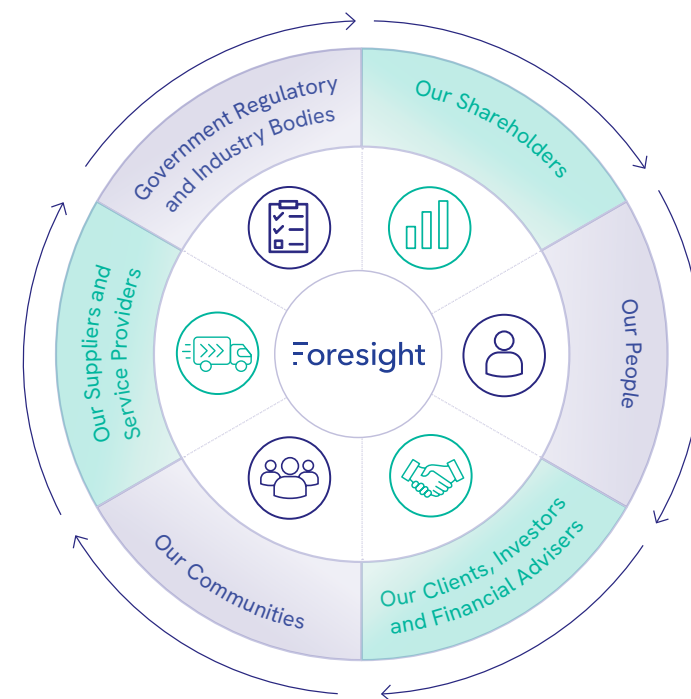 Government Regulatory
and Industry Bodies
Our Shareholders
Our People
Our Clients, Investors
and Financial Advisers
Our Communities
Our Suppliers and
Service Providers
Foresight